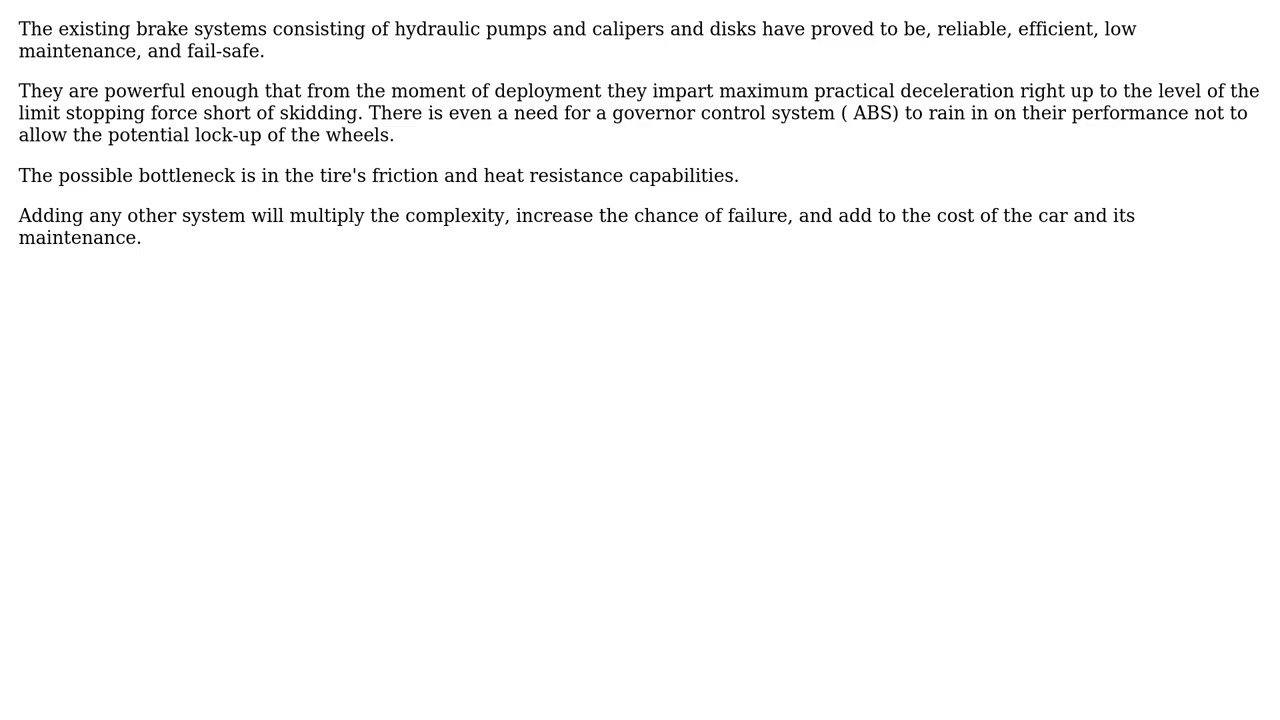 The existing brake systems consisting of hydraulic pumps and calipers and disks have proved to be, reliable, efficient, low
maintenance, and fail-safe.
They are powerful enough that from the moment of deployment they impart maximum practical deceleration right up to the level of the
limit stopping force short of skidding. There is even a need for a governor control system ( ABS) to rain in on their performance not to
allow the potential lock-up of the wheels.
The possible bottleneck is in the tire's friction and heat resistance capabilities.
Adding any other system will multiply the complexity, increase the chance of failure, and add to the cost of the car and its
maintenance.